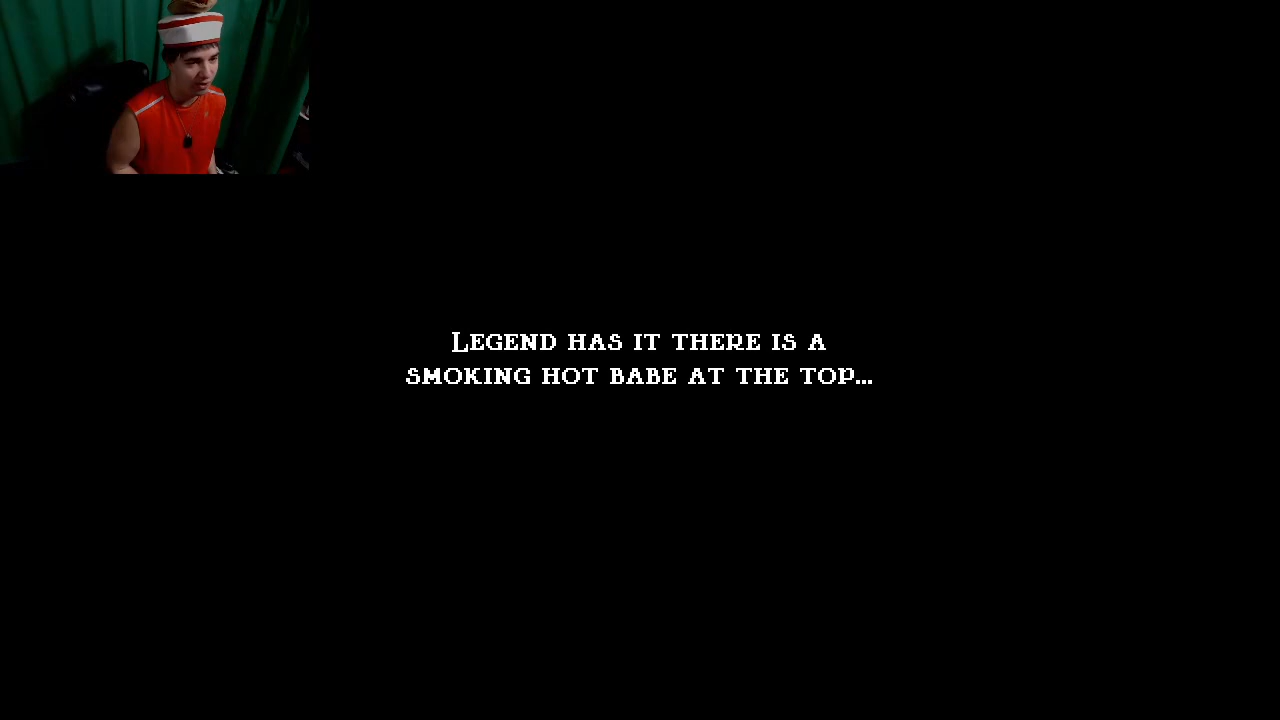 Legend has it there is a
smoking hot babe at the top...